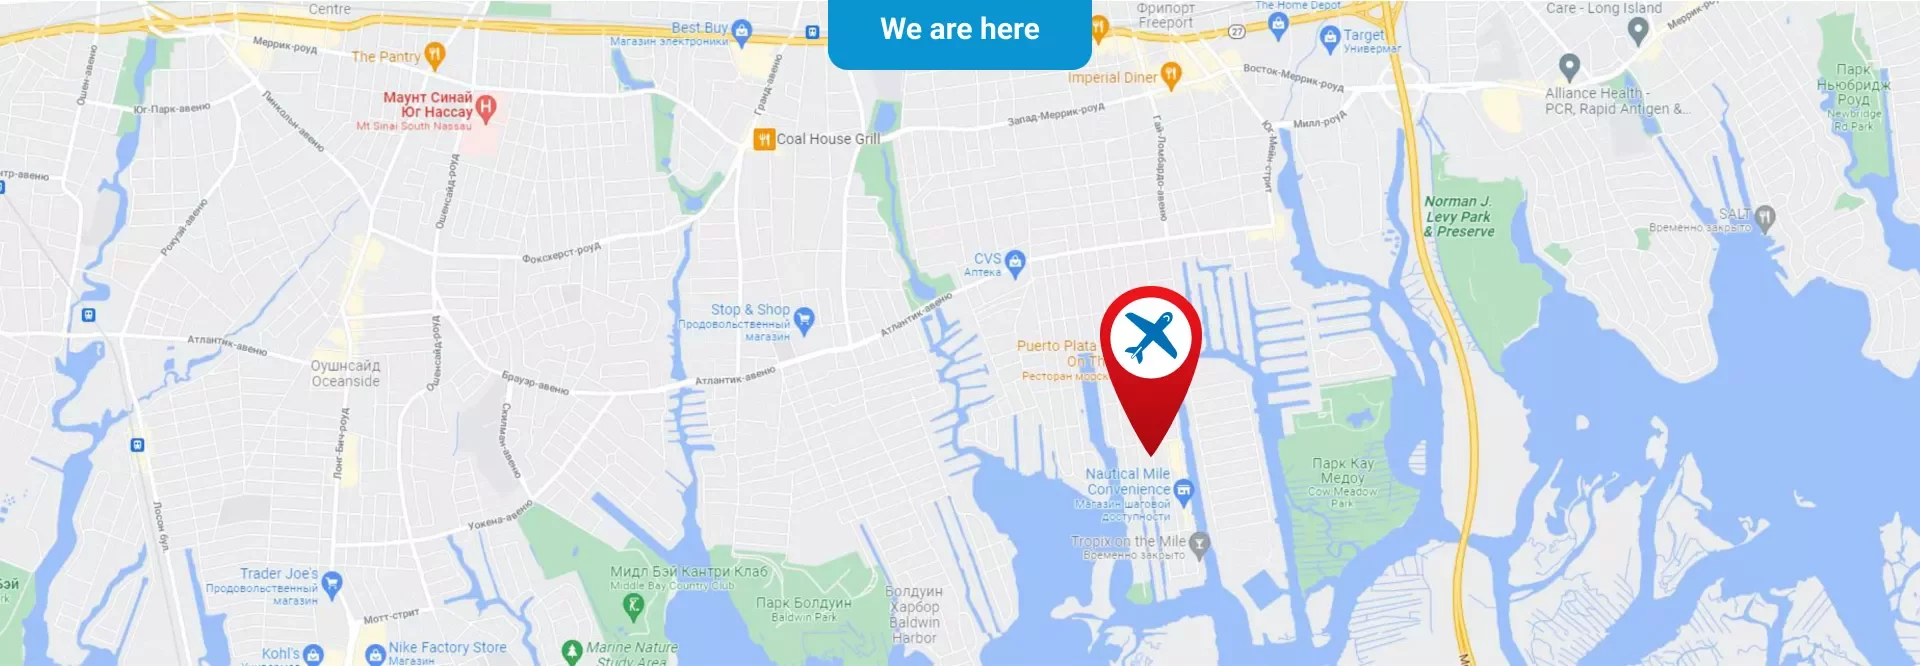 Centre
We are here
Фрипорт
Freeport
The Home Depot
Care - Long Island
Меррик-роуд
Best Buy
Магазин электроники
27
Target
Универмаг
Ошен-авеню
The Pantry
Гранд-авеню
Imperial Diner
Восток-Меррик-роуд
Парк
Ньюбридж
Роуд
Newbridge
Rd Park
Маунт Синай
Юг Нассау
Mt Sinai South Nassau
Юг-Парк-авеню
Линкольн-авеню
Alliance Health -
PCR, Rapid Antigen &...
Запад-Меррик-роуд
Гай-Ломбардо-авеню
Юг-Мейн-стрит
Милл-роуд
Coal House Grill
Ошенсайд-роуд
Рокуэй-авеню
Norman J.
Levy Park
& Preserve
SALT
Временно закрыто
Фоксхерст-роуд
CVS
Аптека
Stop & Shop
Продовольственный
магазин
Атлантик-авеню
Атлантик-авеню
Оушнсайд
Oceanside
Ошенсайд-роуд
Puerto Plata
On Th
Ресторан морск
Брауэр-авеню
Атлантик-авеню
Лонг-Бич-роуд
Скилман-авеню
Парк Кау
Медоу
Cow Meadow
Park
Nautical Mile
Convenience
Магазин шаговой
доступности
Лосон бул.
Уокена-авеню
Tropix on the Mile
Временно закрыто
Trader Joe's
Продовольственный
магазин
Мидл Бэй Кантри Клаб
Middle Bay Country Club
Парк Болдуин
Baldwin Park
Болдуин
Харбор
Baldwin
Harbor
Мотт-стрит
Kohl's
Nike Factory Store
Магазин
Marine Nature
Study Area